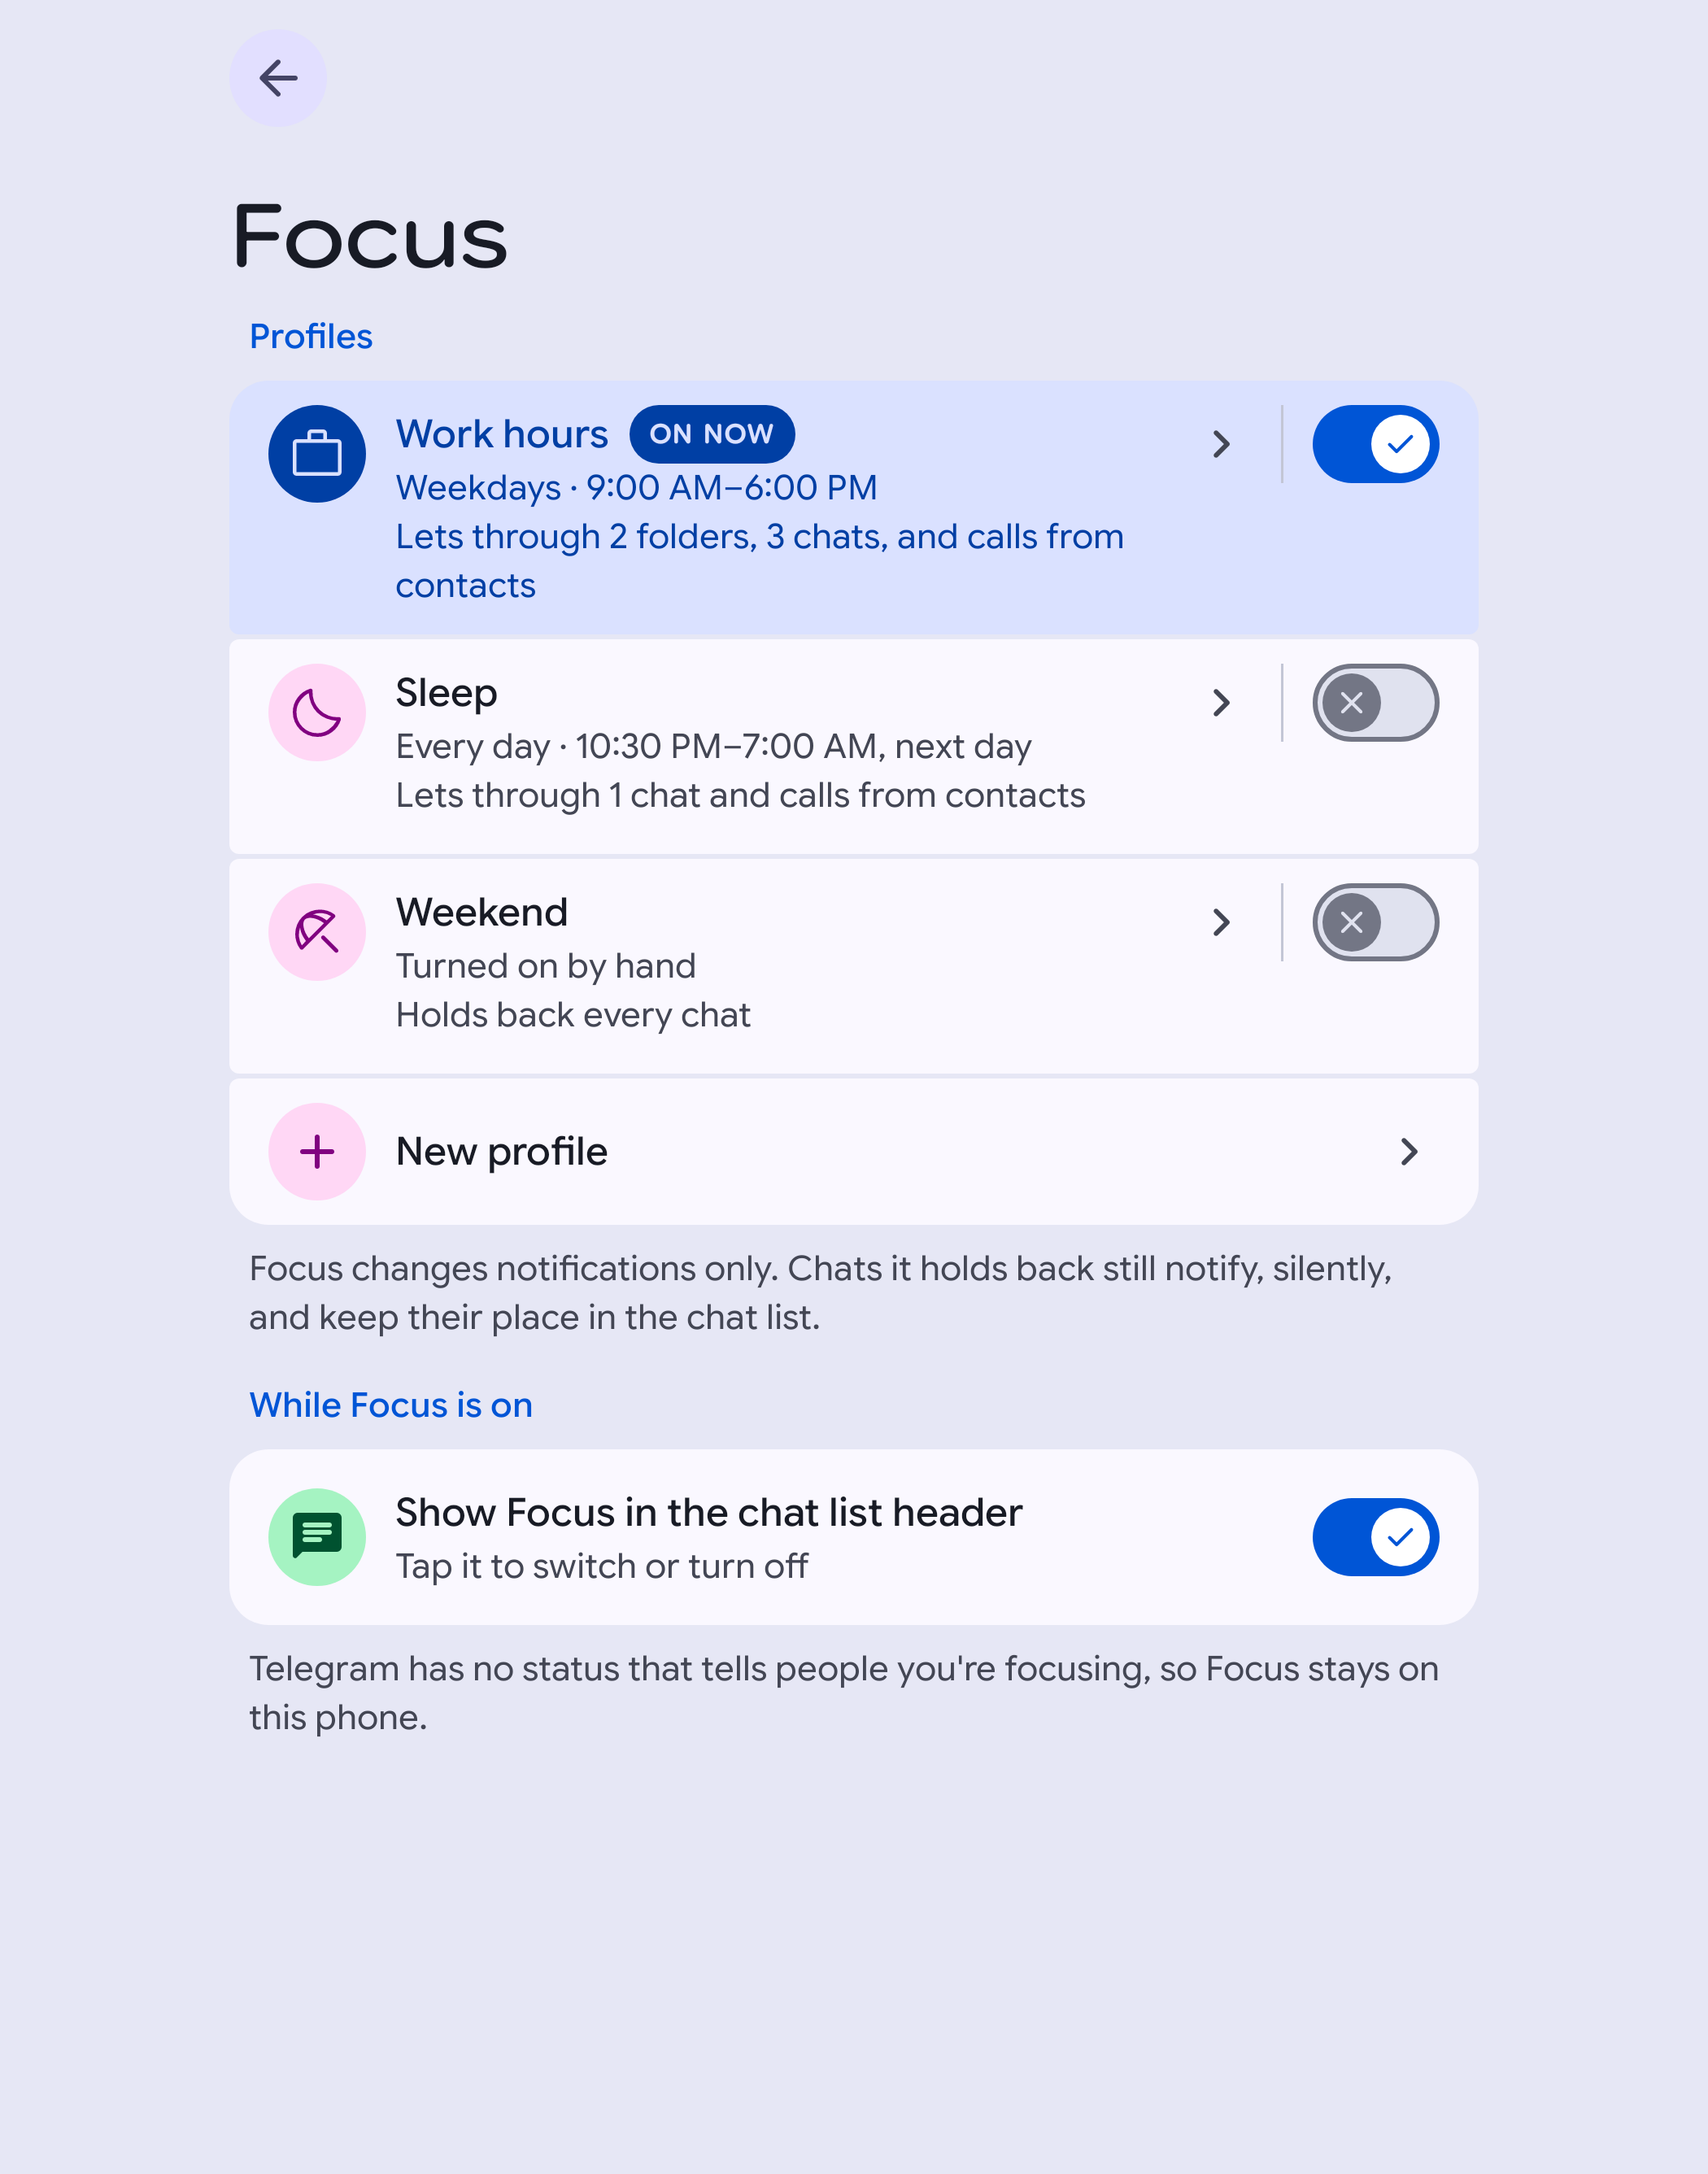 Focus
Profiles
Work hours ON NOW
Weekdays · 9:00 AM–6:00 PM
Lets through 2 folders, 3 chats, and calls from
contacts
Sleep
Every day · 10:30 PM–7:00 AM, next day
Lets through 1 chat and calls from contacts
Weekend
Turned on by hand
Holds back every chat
New profile
Focus changes notifications only. Chats it holds back still notify, silently,
and keep their place in the chat list.
While Focus is on
Show Focus in the chat list header
Tap it to switch or turn off
Telegram has no status that tells people you're focusing, so Focus stays on
this phone.